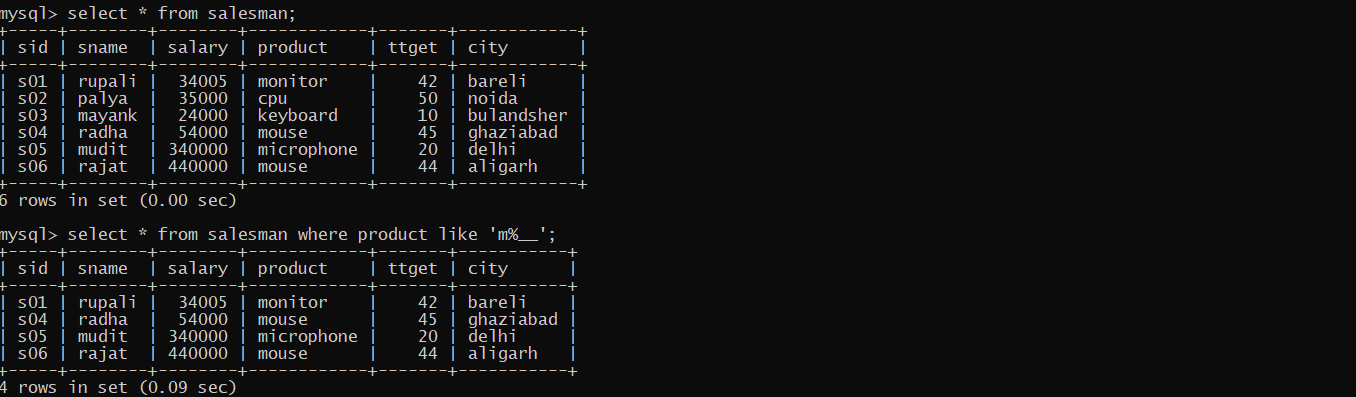 mysql> select * from salesman;
+-----+--------+--------+------------+-------+------------+
| sid | sname  | salary | product    | ttget | city       |
+-----+--------+--------+------------+-------+------------+
| s01 | rupali |  34005 | monitor    |    42 | bareli     |
| s02 | palya  |  35000 | cpu        |    50 | noida      |
| s03 | mayank |  24000 | keyboard   |    10 | bulandsher |
| s04 | radha  |  54000 | mouse      |    45 | ghaziabad  |
| s05 | mudit  | 340000 | microphone |    20 | delhi      |
| s06 | rajat  | 440000 | mouse      |    44 | aligarh    |
+-----+--------+--------+------------+-------+------------+
6 rows in set (0.00 sec)

mysql> select * from salesman where product like 'm%__';
+-----+--------+--------+------------+-------+-----------+
| sid | sname  | salary | product    | ttget | city      |
+-----+--------+--------+------------+-------+-----------+
| s01 | rupali |  34005 | monitor    |    42 | bareli    |
| s04 | radha  |  54000 | mouse      |    45 | ghaziabad |
| s05 | mudit  | 340000 | microphone |    20 | delhi     |
| s06 | rajat  | 440000 | mouse      |    44 | aligarh   |
+-----+--------+--------+------------+-------+-----------+
4 rows in set (0.09 sec)